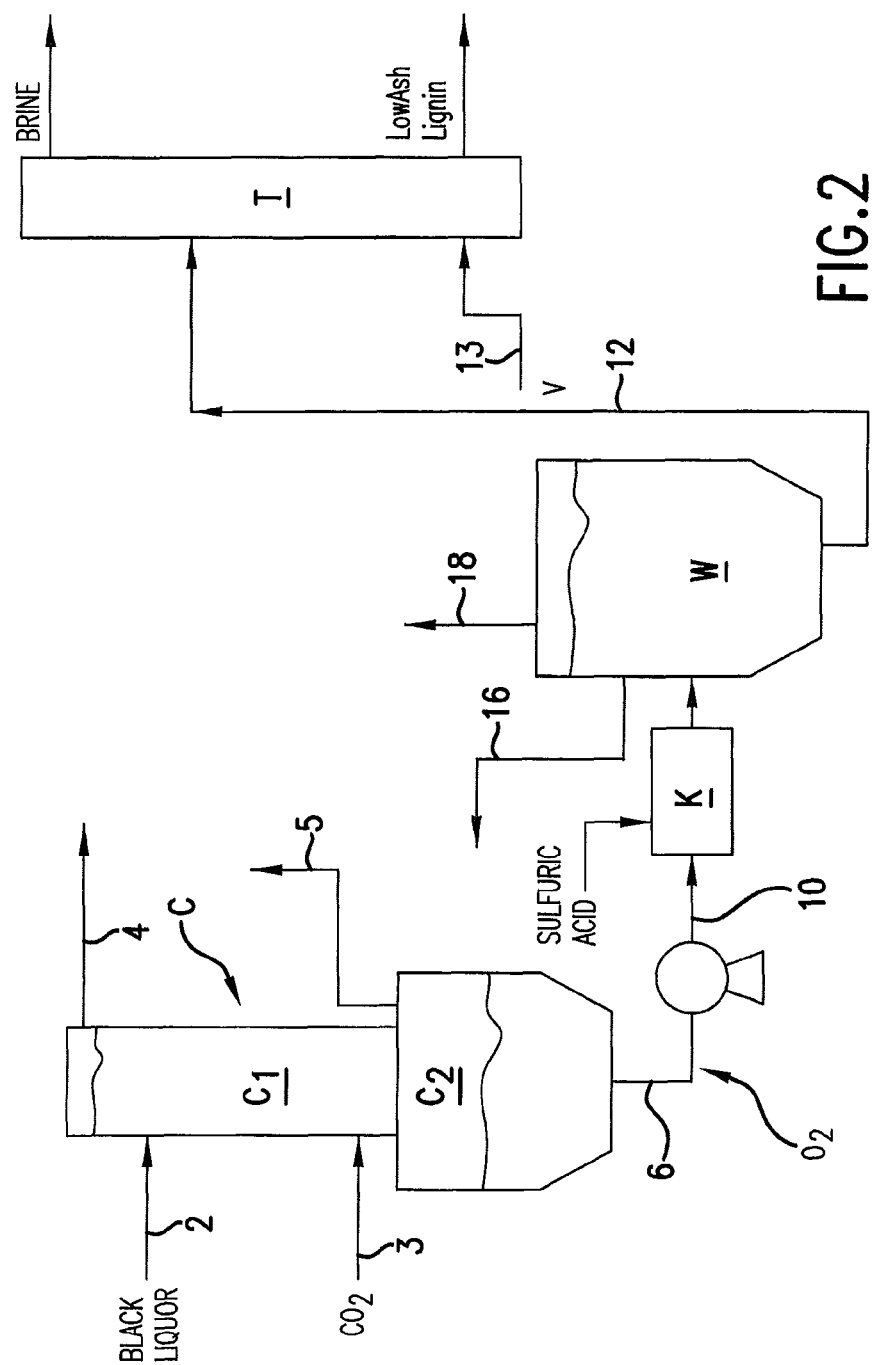 BRINE
LowAsh
Lignin
T
13
V
12
18
16
W
5
K
4
C
SULFURIC
ACID
10
C1
C2
6
O2
2
3
BLACK
LIQUOR
CO2
FIG.2